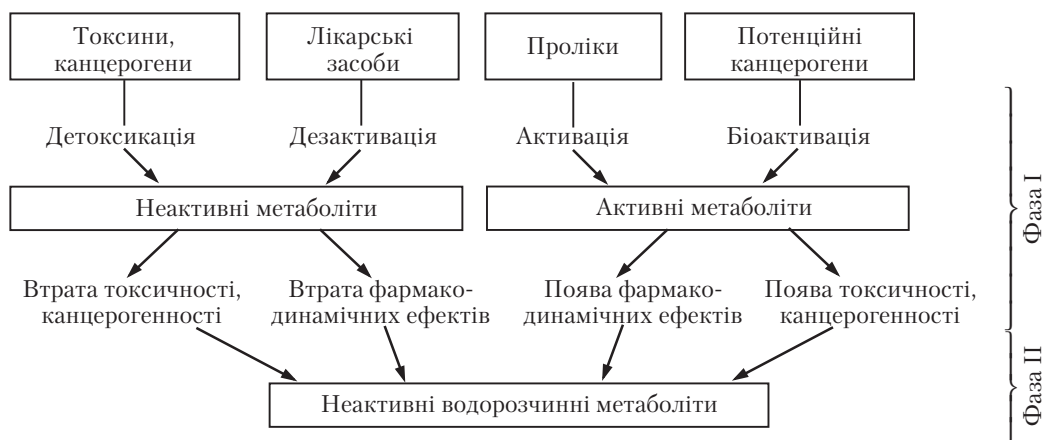 Токсини,
канцерогени
Лікарські
засоби
Проліки
Потенційні
канцерогени
Детоксикація
Дезактивація
Активація
Біоактивація
Неактивні метаболіти
Активні метаболіти
Фаза I
Втрата токсичності,
канцерогенності
Втрата фармако-
динамічних ефектів
Поява фармако-
динамічних ефектів
Поява токсичності,
канцерогенності
Неактивні водорозчинні метаболіти
Фаза II